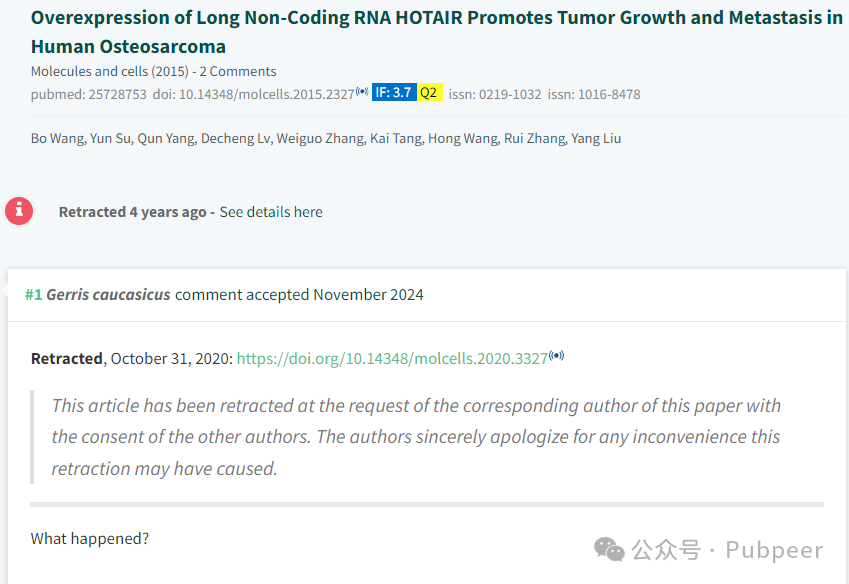 Overexpression of Long Non-Coding RNA HOTAIR Promotes Tumor Growth and Metastasis in
Human Osteosarcoma
Molecules and cells (2015) - 2 Comments
pubmed: 25728753 doi: 10.14348/molcells.2015.2327 IF: 3.7 Q2 issn: 0219-1032 issn: 1016-8478
Bo Wang, Yun Su, Qun Yang, Decheng Lv, Weiguo Zhang, Kai Tang, Hong Wang, Rui Zhang, Yang Liu
Retracted 4 years ago - See details here
#1 Gerris caucasicus comment accepted November 2024
Retracted, October 31, 2020: https://doi.org/10.14348/molcells.2020.3327
This article has been retracted at the request of the corresponding author of this paper with
the consent of the other authors. The authors sincerely apologize for any inconvenience this
retraction may have caused.
What happened?
公众号 · Pubpeer